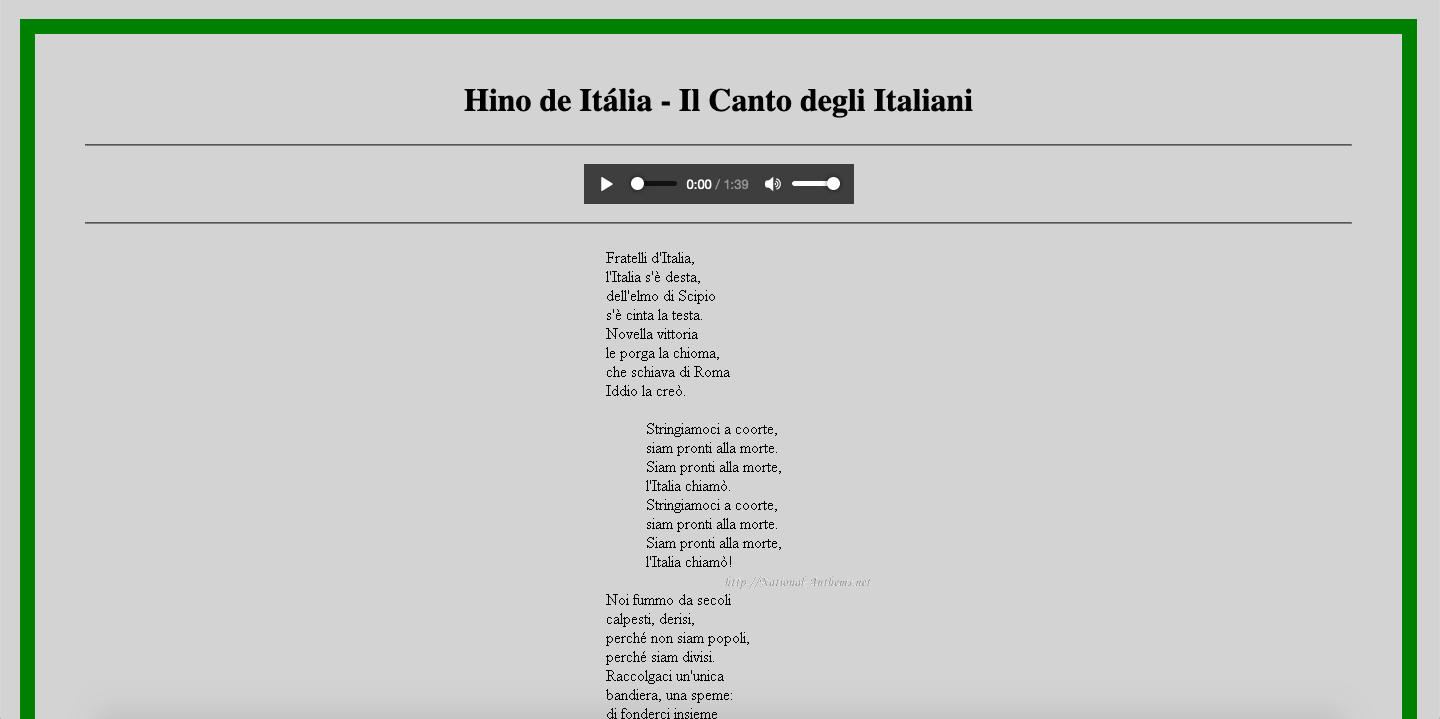 Hino de Itália - Il Canto degli Italiani
0:00 / 1:39
Fratelli d'Italia,
l'Italia s'è desta,
dell'elmo di Scipio
s'è cinta la testa.
Novella vittoria
le porga la chioma,
che schiava di Roma
Iddio la creò.
Stringiamoci a coorte,
siam pronti alla morte.
Siam pronti alla morte,
l'Italia chiamò.
Stringiamoci a coorte,
siam pronti alla morte.
Siam pronti alla morte,
l'Italia chiamò!
http://National-Anthems.net
Noi fummo da secoli
calpesti, derisi,
perché non siam popoli,
perché siam divisi.
Raccolgaci un'unica
bandiera, una speme:
di fonderci insieme